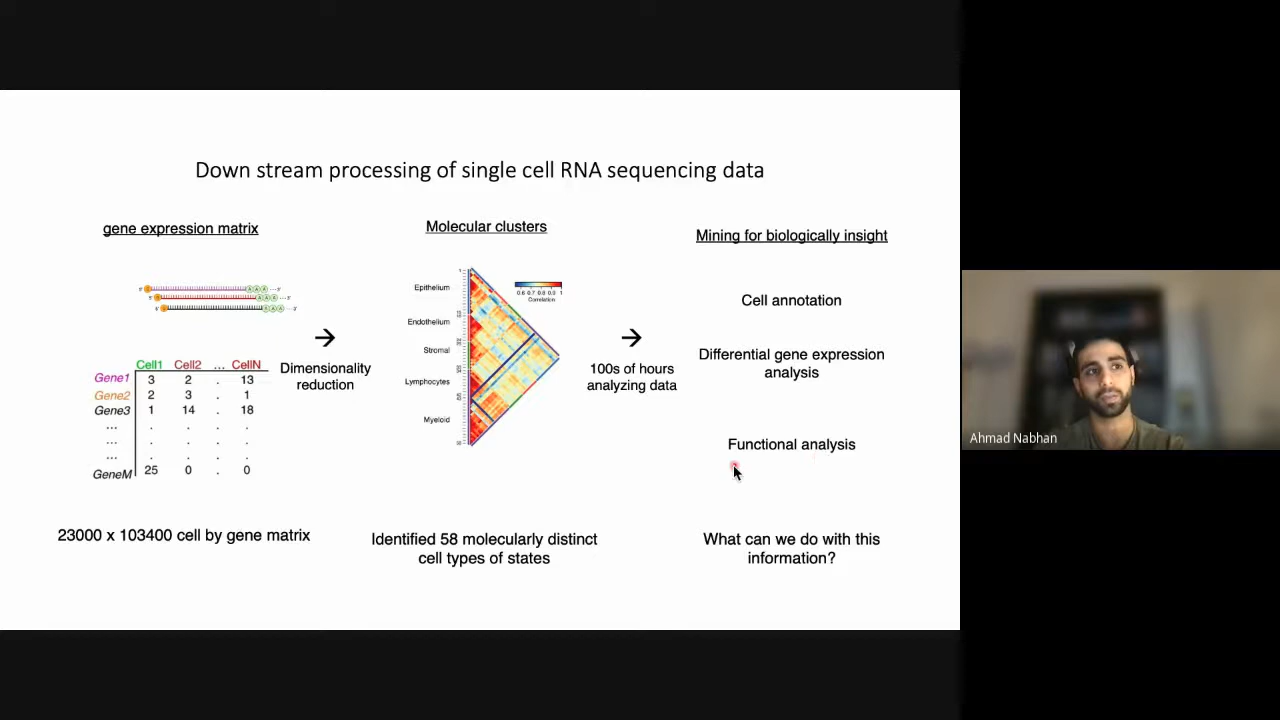 Down stream processing of single cell RNA sequencing data
gene expression matrix
Cell1 Cell2 ... CellN
Gene1 3 2 . 13
Gene2 2 3 . 1
Gene3 1 14 . 18
... . . . .
... . . . .
... . . . .
GeneM 25 0 . 0
23000 x 103400 cell by gene matrix
→
Dimensionality
reduction
Molecular clusters
Epithelium
Endothelium
Stromal
Lymphocytes
Myeloid
Correlation
Identified 58 molecularly distinct
cell types of states
→
100s of hours
analyzing data
Mining for biologically insight
Cell annotation
Differential gene expression
analysis
Functional analysis
What can we do with this
information?
Ahmad Nabhan